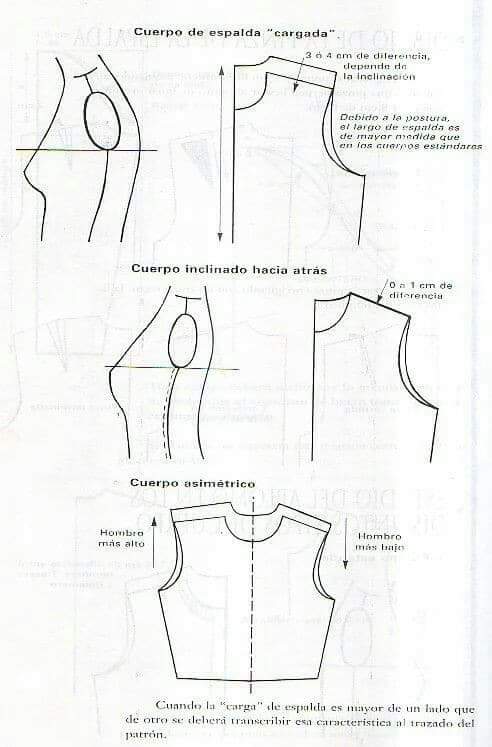 Cuerpo de espalda "cargada".
3 ó 4 cm de diferencia,
depende de
la inclinación
Debido a la postura,
el largo de espalda es
de mayor medida que
en los cuerpos estándares
Cuerpo inclinado hacia atrás
0 a 1 cm de
diferencia
Cuerpo asimétrico
Hombro
más alto
Hombro
más bajo
Cuando la "carga" de espalda es mayor de un lado que
de otro se deberá transcribir esa característica al trazado del
patrón.